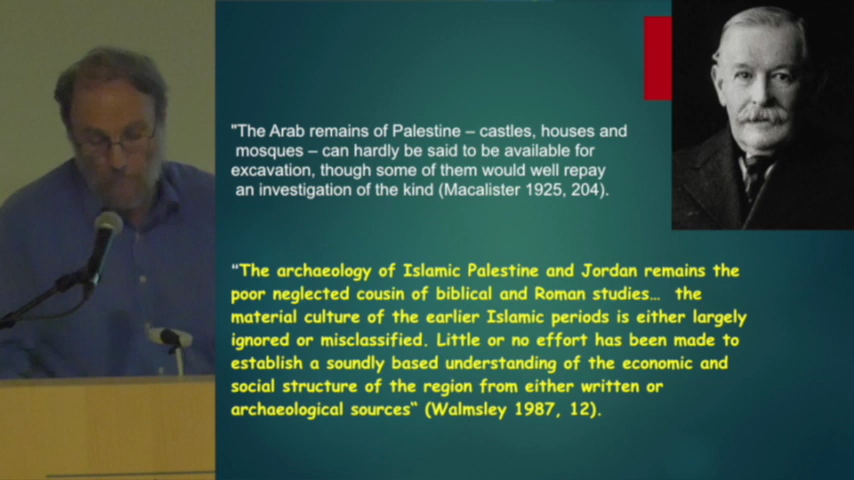 "The Arab remains of Palestine – castles, houses and
mosques – can hardly be said to be available for
excavation, though some of them would well repay
an investigation of the kind (Macalister 1925, 204).
“The archaeology of Islamic Palestine and Jordan remains the
poor neglected cousin of biblical and Roman studies… the
material culture of the earlier Islamic periods is either largely
ignored or misclassified. Little or no effort has been made to
establish a soundly based understanding of the economic and
social structure of the region from either written or
archaeological sources“ (Walmsley 1987, 12).